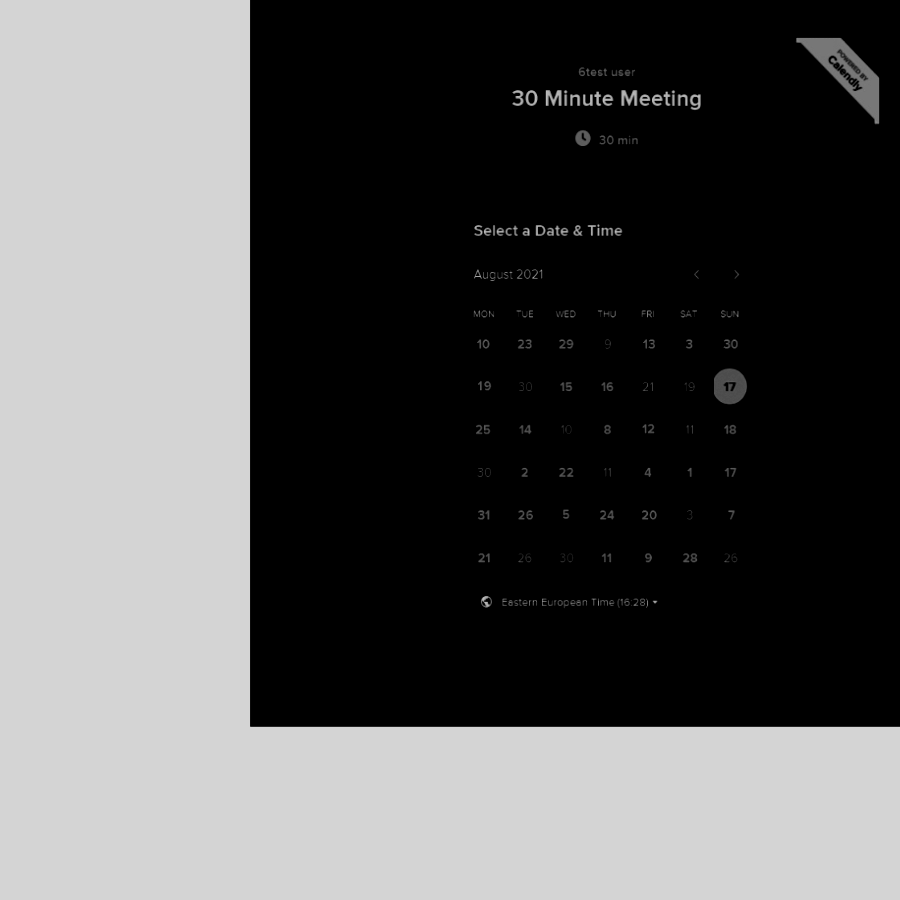 POWERED BY
Calendly
6test user
30 Minute Meeting
30 min
Select a Date & Time
August 2021
MON TUE WED THU FRI SAT SUN
10 23 29 9 13 3 30
19 30 15 16 21 19 17
25 14 10 8 12 11 18
30 2 22 11 4 1 17
31 26 5 24 20 3 7
21 26 30 11 9 28 26
Eastern European Time (16:28)